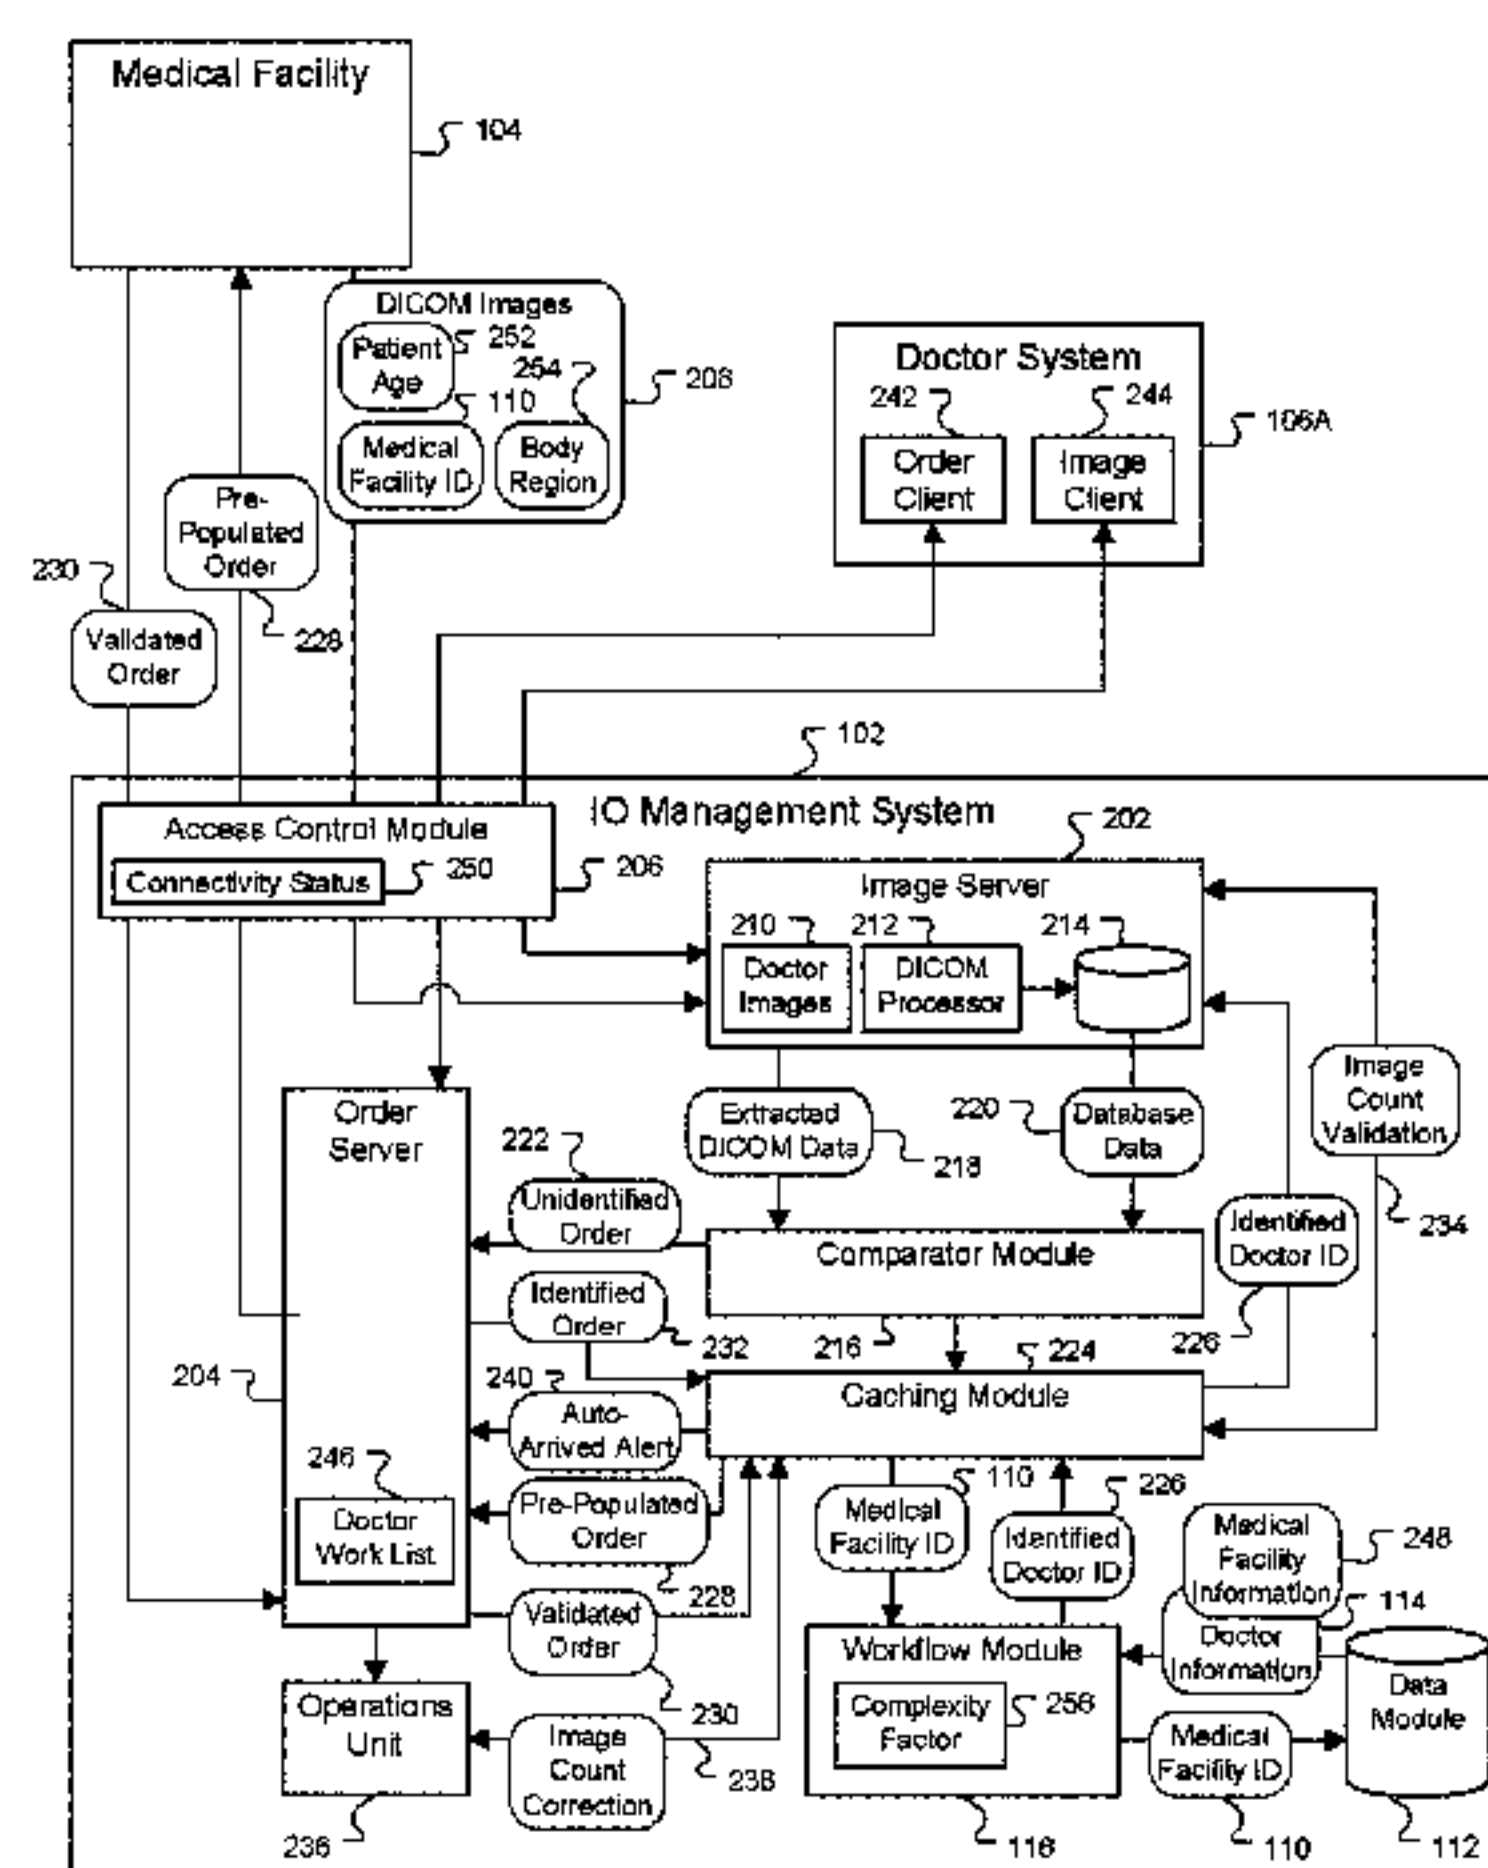 Medical Facility
104
DICOM Images
Patient
Age
252
254
110
208
Medical
Facility ID
Body
Region
Doctor System
242
244
106A
Order
Client
Image
Client
Pre-
Populated
Order
230
228
Validated
Order
102
IO Management System
Access Control Module
Connectivity Status
250
206
202
Image Server
210
212
214
Doctor
Images
DICOM
Processor
Image
Count
Validation
Order
Server
Extracted
DICOM Data
218
220
Database
Data
222
Unidentified
Order
Identified
Doctor ID
234
Comparator Module
Identified
Order
232
216
224
226
204
240
Caching Module
Auto-
Arrived Alert
246
110
226
Doctor
Work List
Pre-Populated
Order
228
Medical
Facility ID
Identified
Doctor ID
Medical
Facility
Information
248
114
Validated
Order
230
Workflow Module
Doctor
Information
Data
Module
Operations
Unit
Image
Count
Correction
238
Complexity
Factor
256
Medical
Facility ID
236
116
110
112